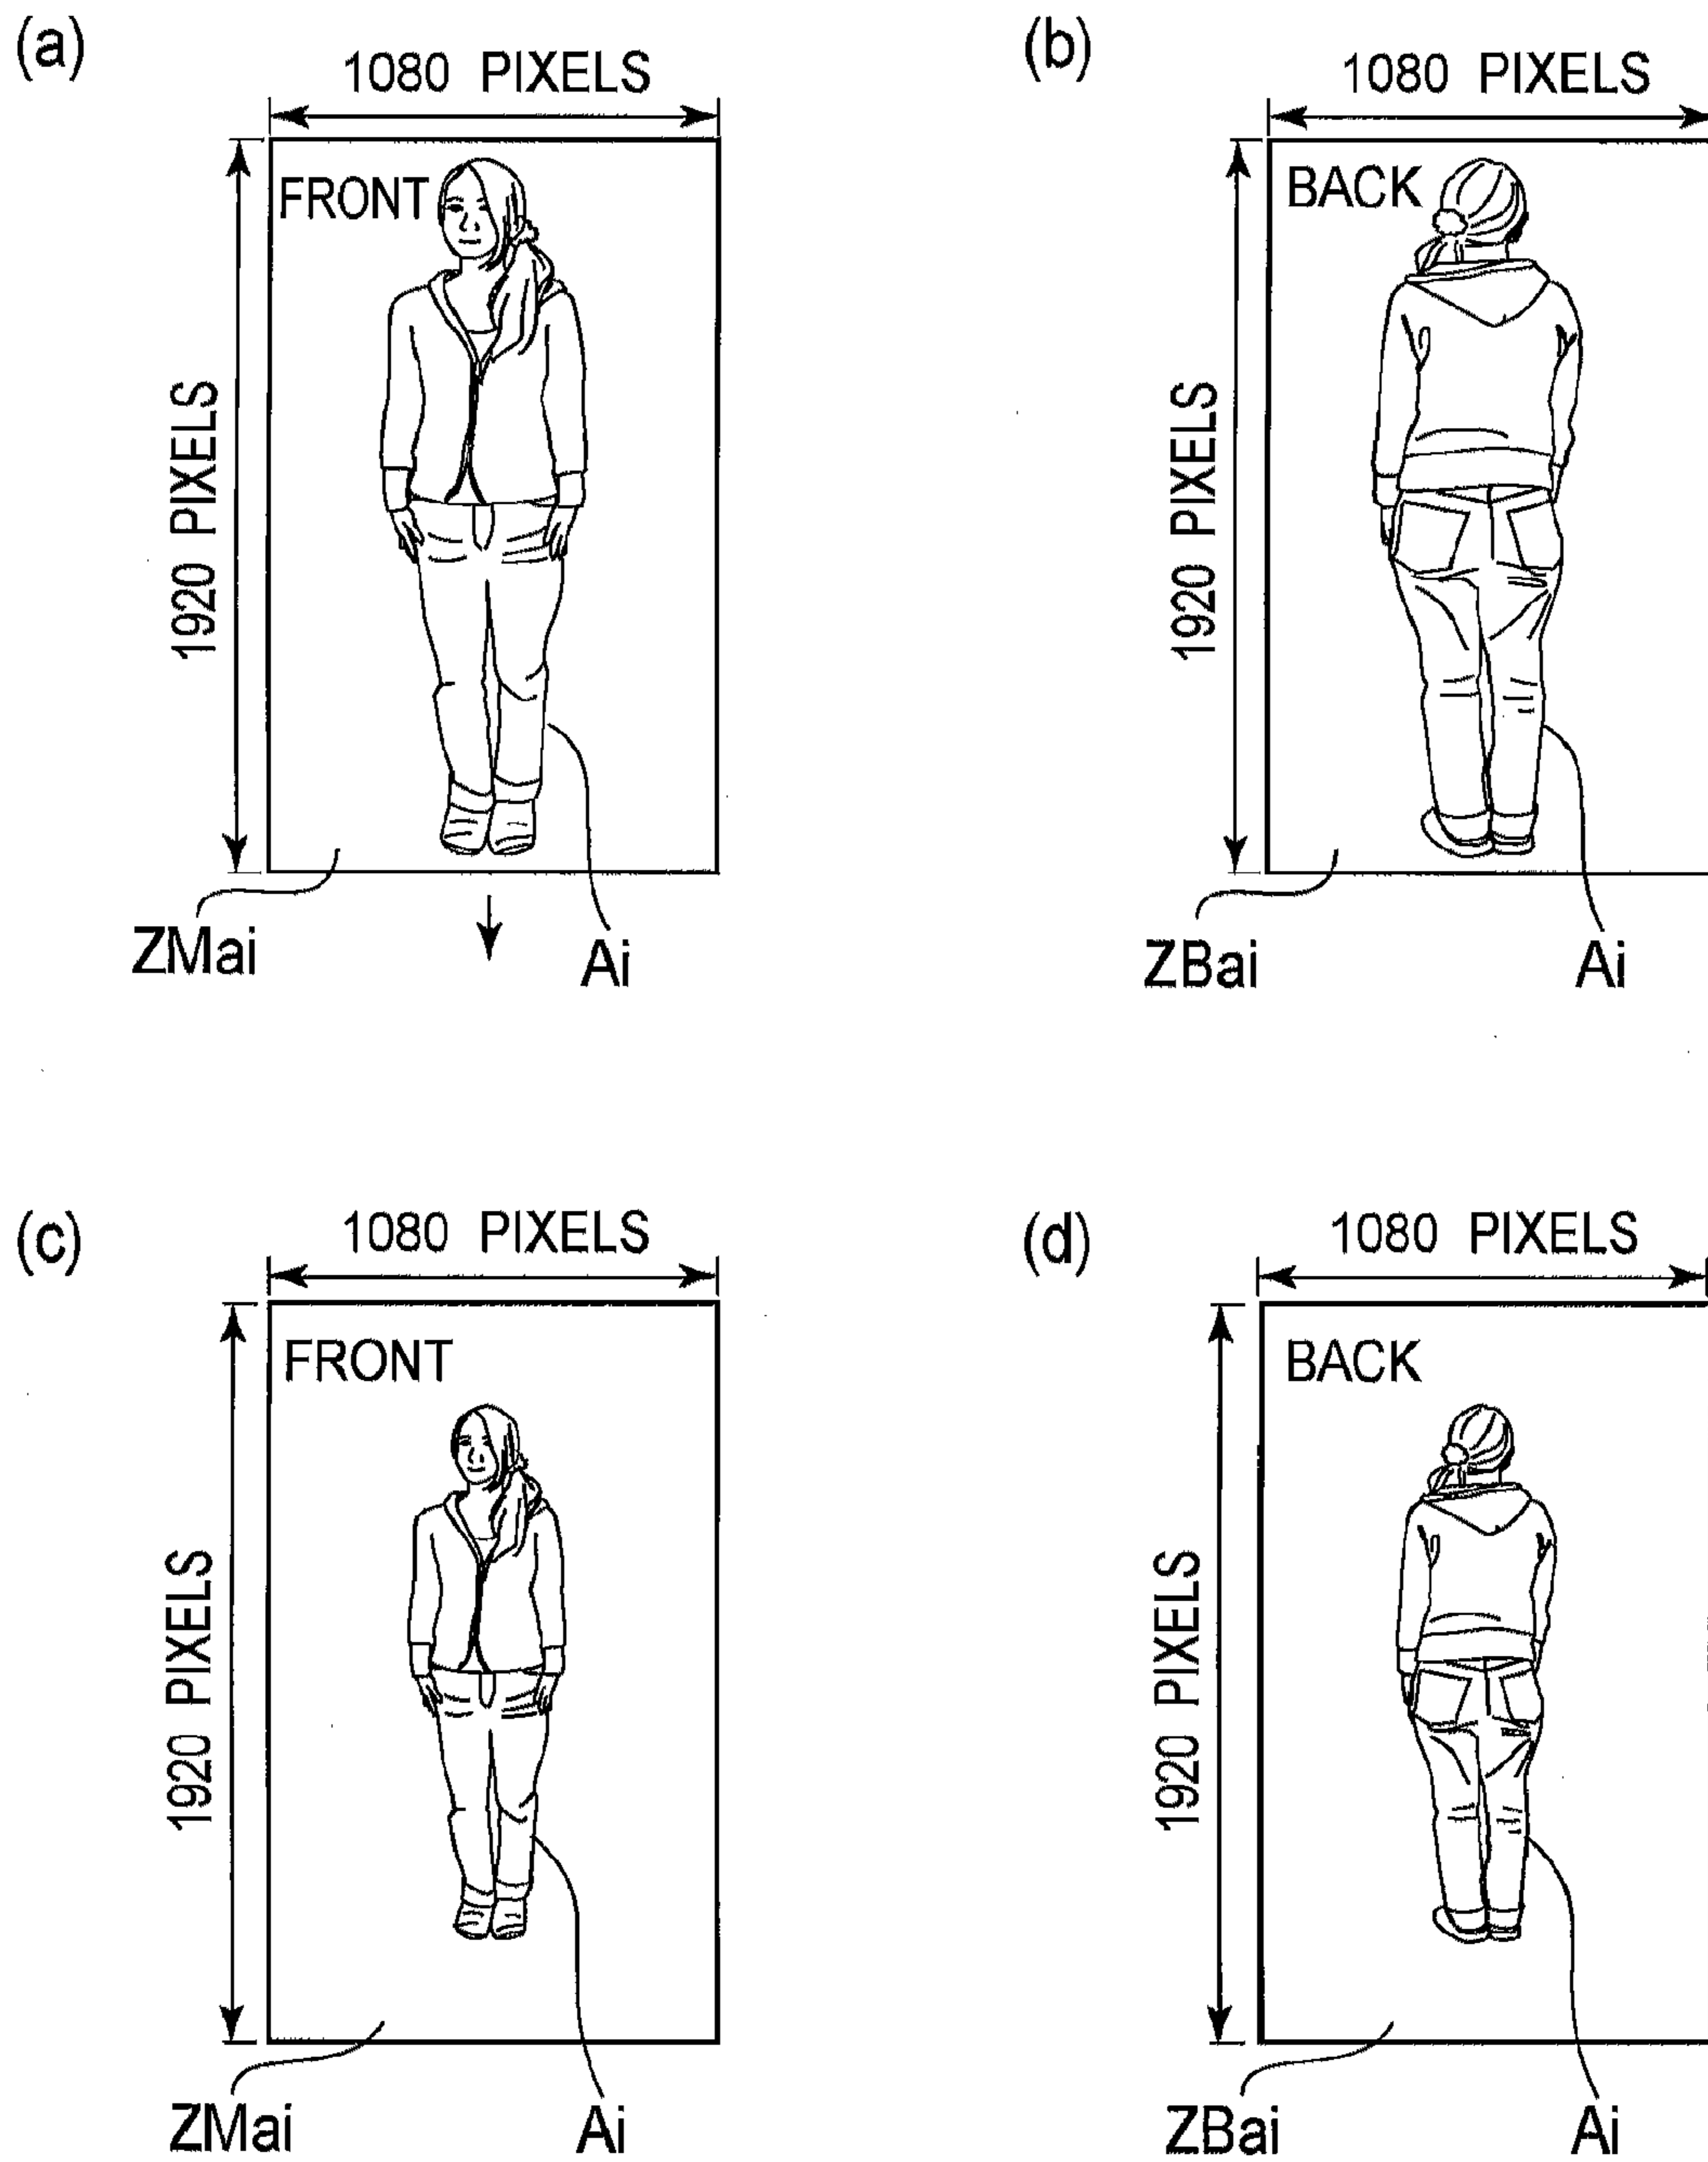 (a)
1080 PIXELS
1920 PIXELS
FRONT
ZMai
Ai
(b)
1080 PIXELS
1920 PIXELS
BACK
ZBai
Ai
(c)
1080 PIXELS
1920 PIXELS
FRONT
ZMai
Ai
(d)
1080 PIXELS
1920 PIXELS
BACK
ZBai
Ai